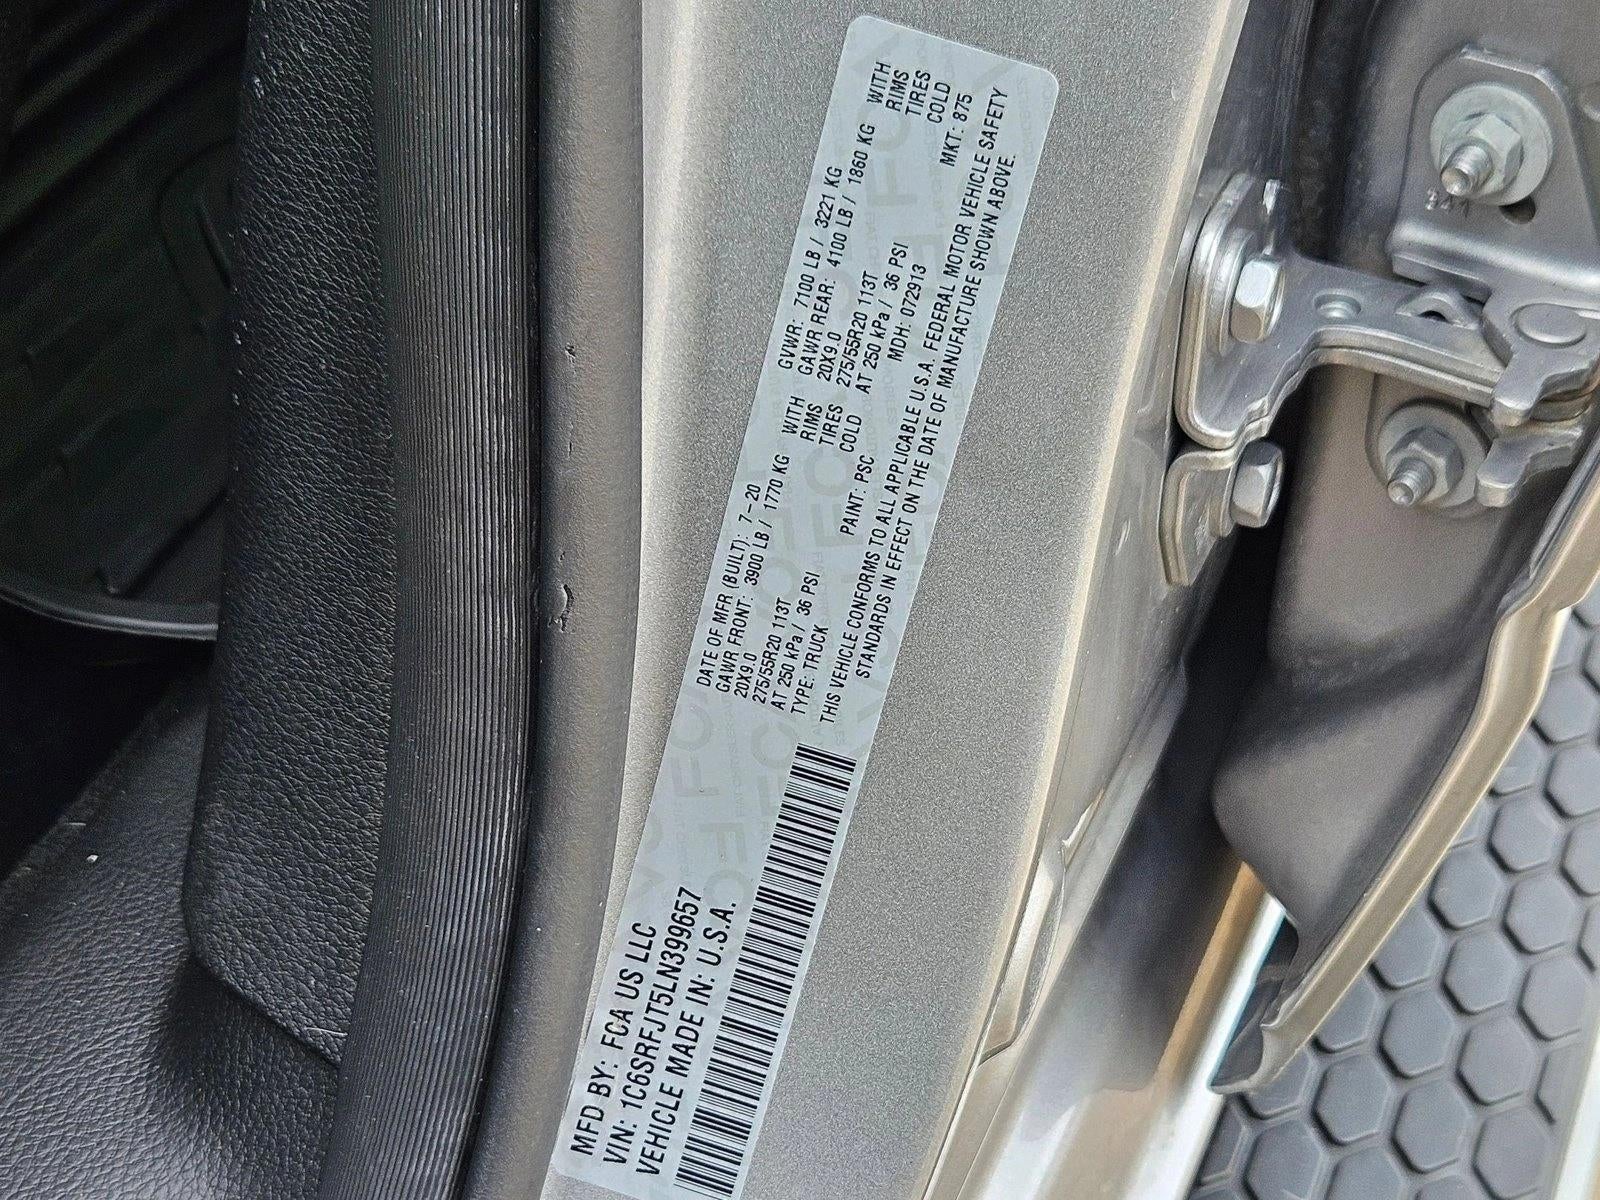 MFD BY: FCA US LLC
VIN: 1C6SRFJT5LN399657
VEHICLE MADE IN: U.S.A.
DATE OF MFR (BUILT): 7-20 GVWR: 7100 LB / 3221 KG
GAWR FRONT: 3900 LB / 1770 KG WITH GAWR REAR: 4100 LB / 1860 KG WITH
20X9.0 RIMS 20X9.0 RIMS
275/55R20 113T TIRES 275/55R20 113T TIRES
AT 250 kPa / 36 PSI COLD AT 250 kPa / 36 PSI COLD
TYPE: TRUCK PAINT: PSC MDH: 072913 MKT: 875
THIS VEHICLE CONFORMS TO ALL APPLICABLE U.S.A. FEDERAL MOTOR VEHICLE SAFETY
STANDARDS IN EFFECT ON THE DATE OF MANUFACTURE SHOWN ABOVE.